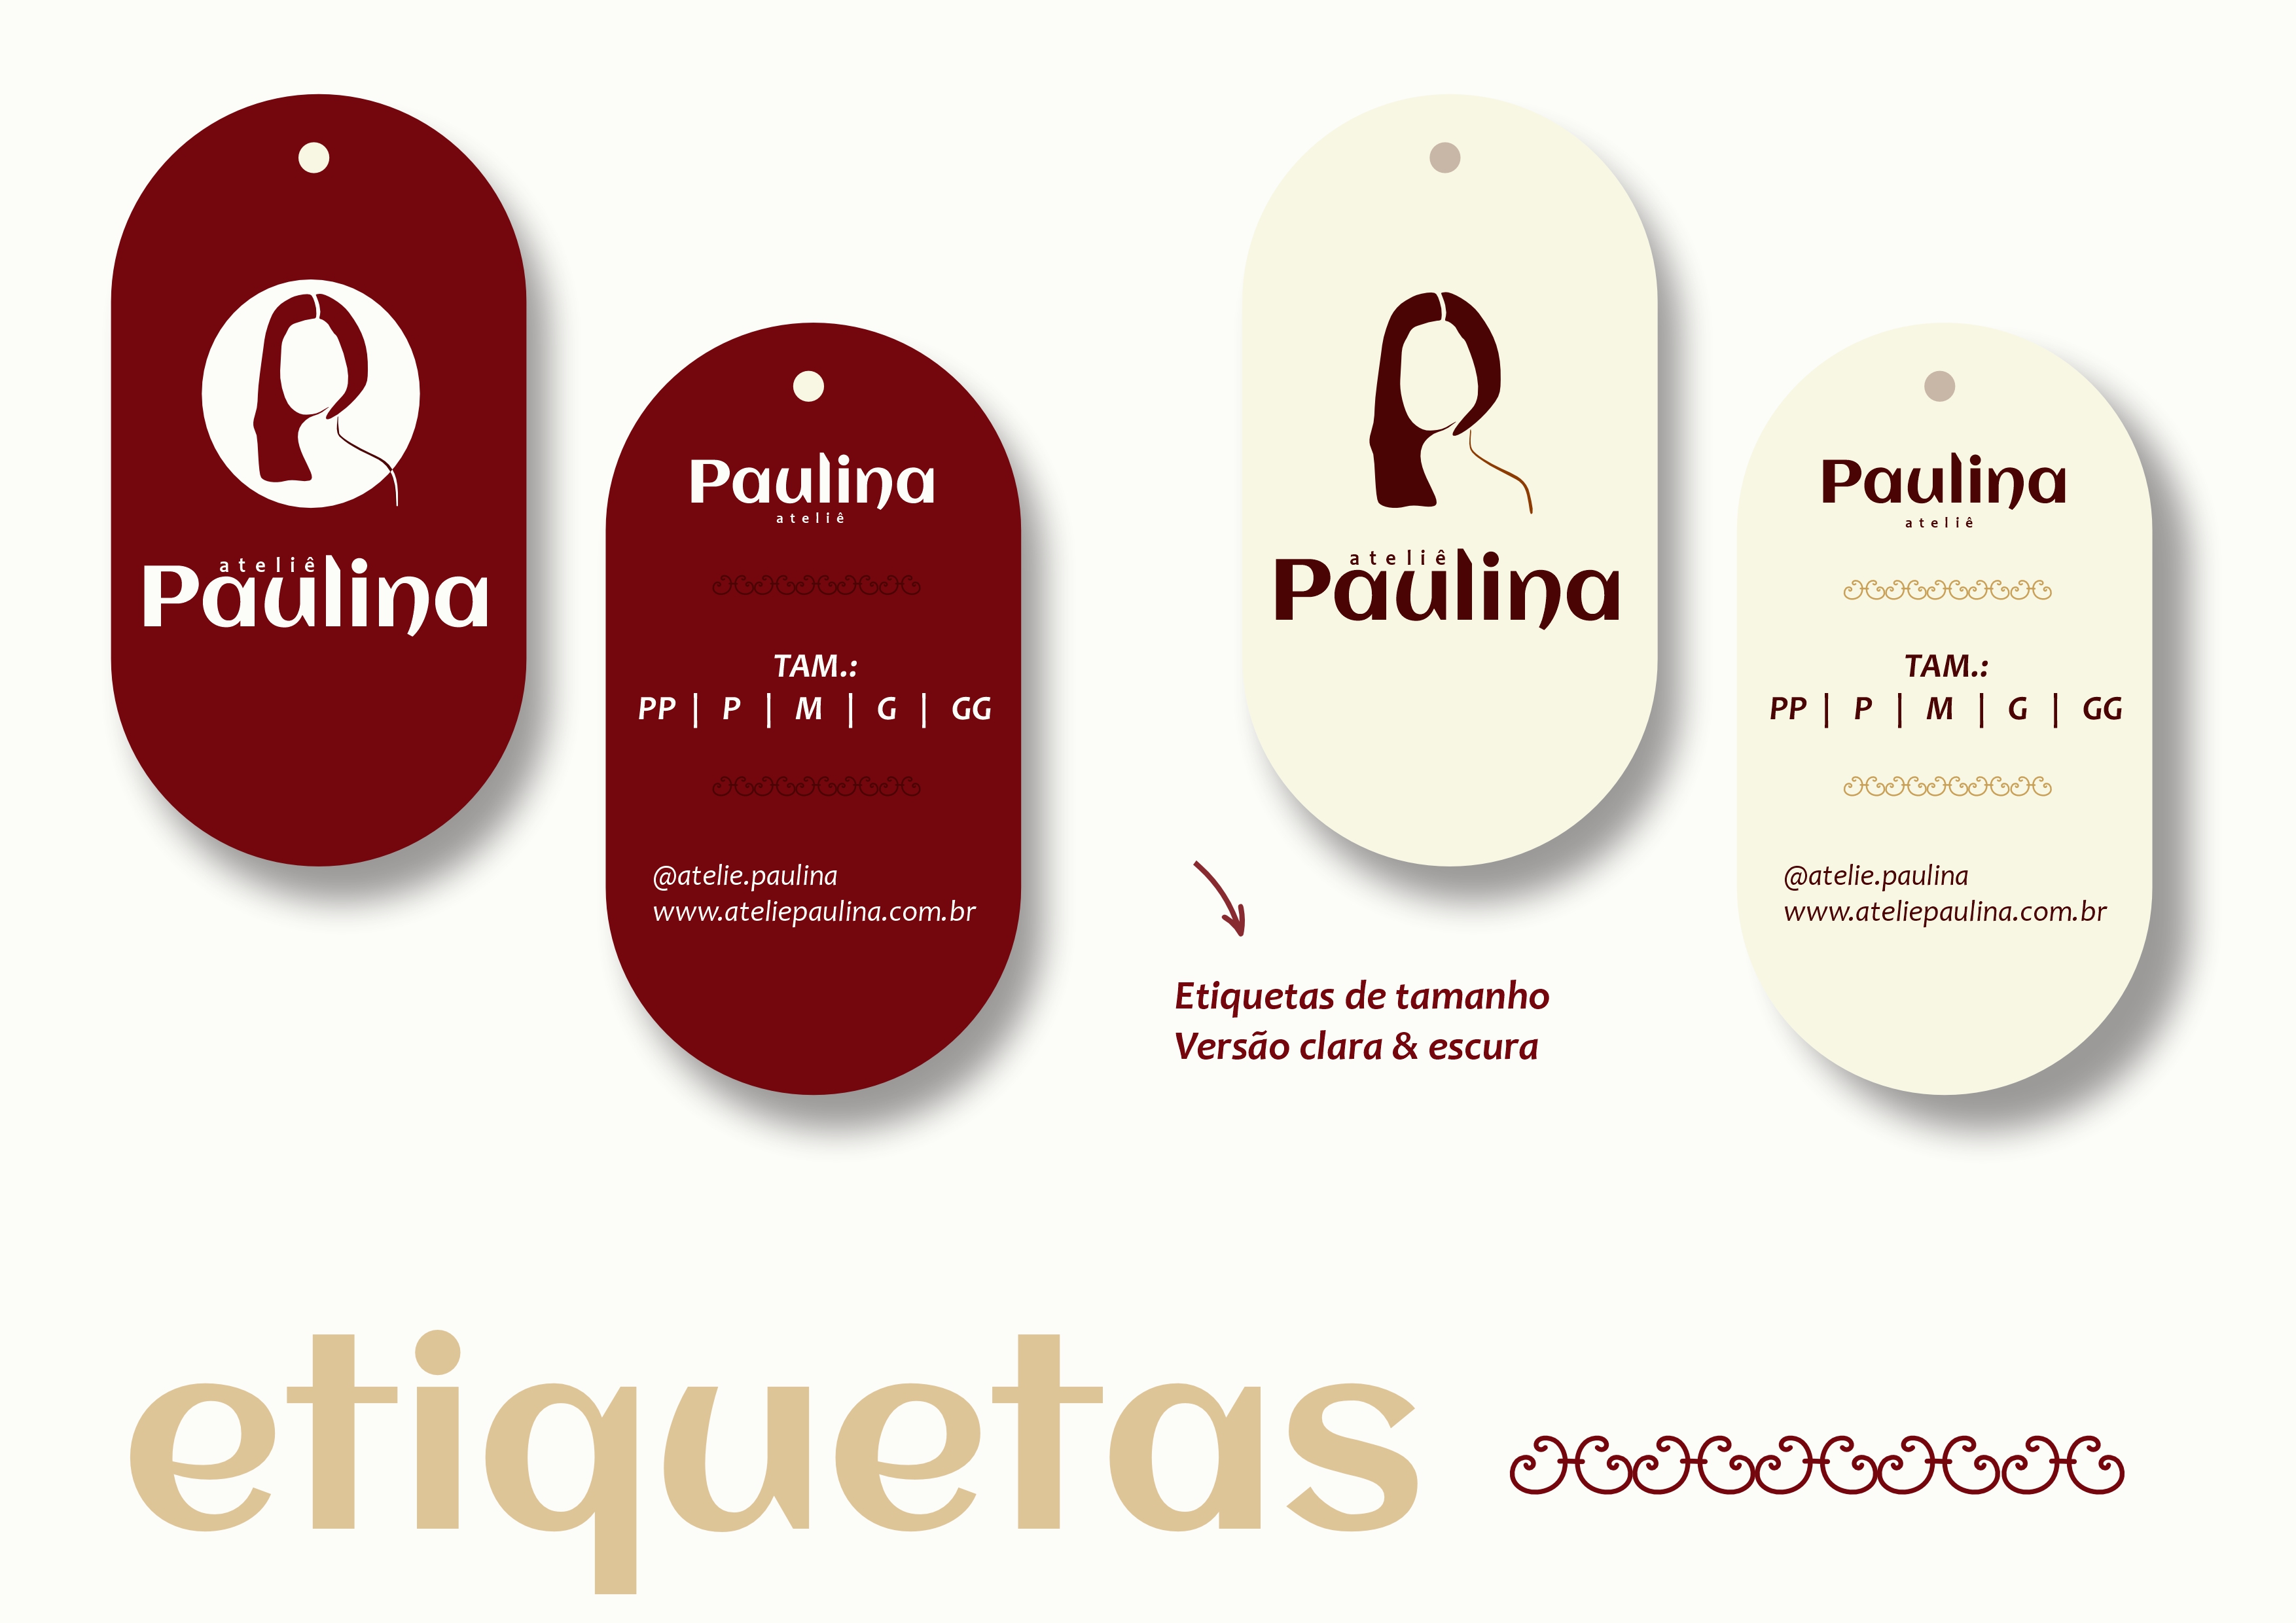 ateliê
Paulina
Paulina
ateliê
TAM.:
PP | P | M | G | GG
@atelie.paulina
www.ateliepaulina.com.br
ateliê
Paulina
Paulina
ateliê
TAM.:
PP | P | M | G | GG
@atelie.paulina
www.ateliepaulina.com.br
Etiquetas de tamanho
Versão clara & escura
etiquetas